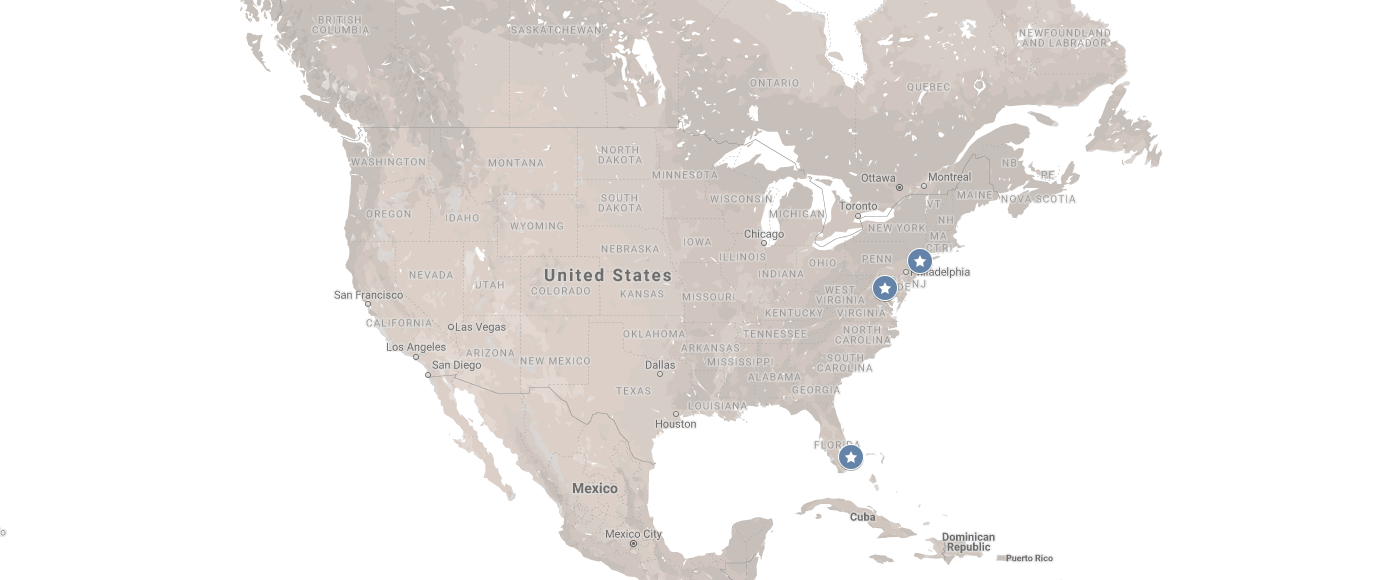 BRITISH
COLUMBIA
SASKATCHEWAN
NEWFOUNDLAND
AND LABRADOR
ONTARIO
QUEBEC
WASHINGTON
MONTANA
NORTH
DAKOTA
MINNESOTA
Ottawa
Montreal
NB
PE
NOVA SCOTIA
MAINE
OREGON
IDAHO
WYOMING
SOUTH
DAKOTA
WISCONSIN
MICHIGAN
Toronto
VT
NH
NEW YORK
MA
CT
RI
Chicago
NEBRASKA
IOWA
ILLINOIS
INDIANA
OHIO
PENN
Philadelphia
NEVADA
UTAH
United States
COLORADO
KANSAS
MISSOURI
WEST
VIRGINIA
DE
NJ
San Francisco
CALIFORNIA
Las Vegas
KENTUCKY
VIRGINIA
OKLAHOMA
TENNESSEE
NORTH
CAROLINA
Los Angeles
San Diego
ARIZONA
NEW MEXICO
Dallas
ARKANSAS
MISSISSIPPI
SOUTH
CAROLINA
ALABAMA
GEORGIA
TEXAS
LOUISIANA
Houston
FLORIDA
Mexico
Mexico City
Cuba
Dominican
Republic
Puerto Rico